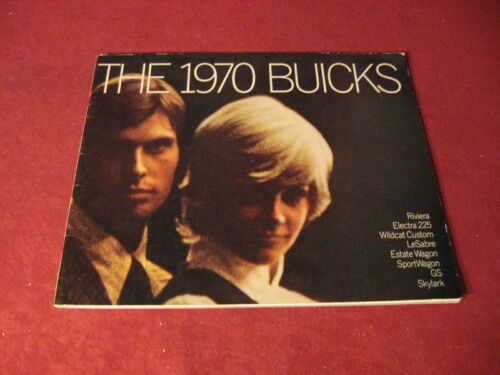 THE 1970 BUICKS
Riviera
Electra 225
Wildcat Custom
LeSabre
Estate Wagon
SportWagon
GS
Skylark